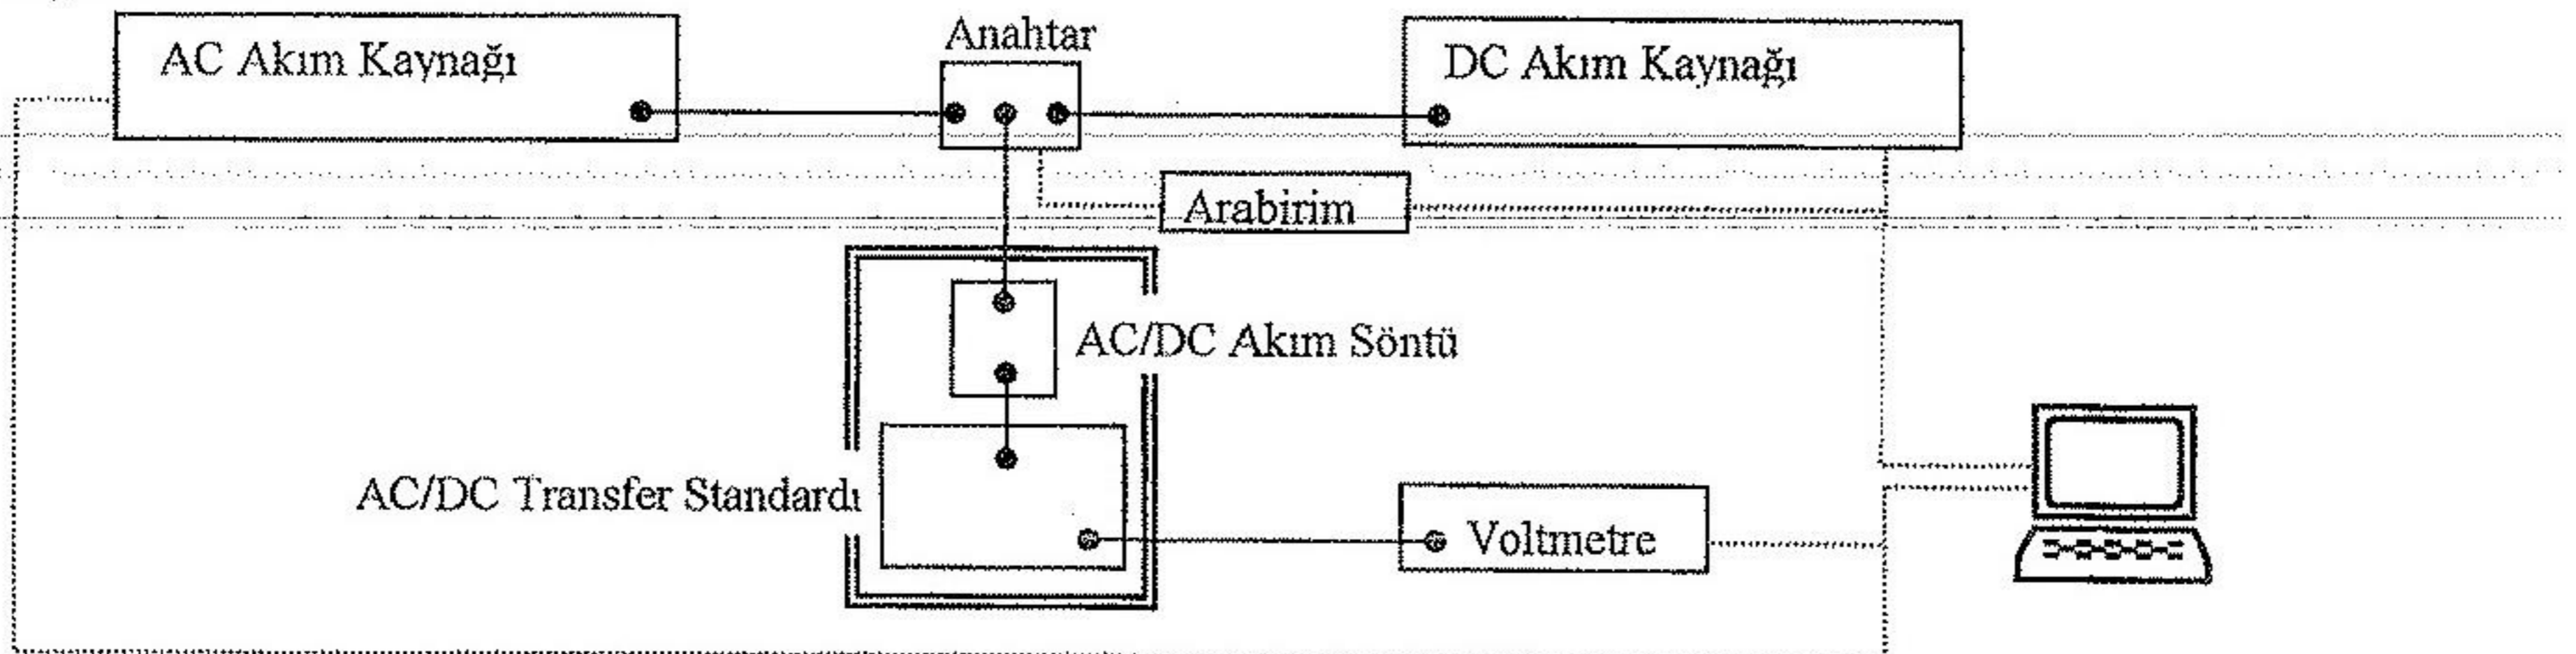 AC Akım Kaynağı
Anahtar
DC Akım Kaynağı
Arabirim
AC/DC Akım Söntü
AC/DC Transfer Standardı
Voltmetre